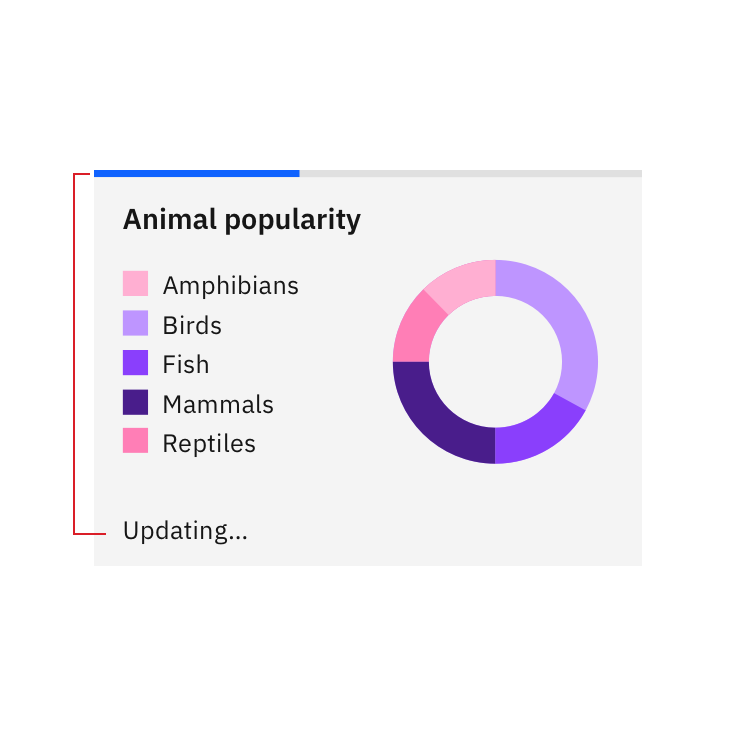 Animal popularity
Amphibians
Birds
Fish
Mammals
Reptiles
Updating...